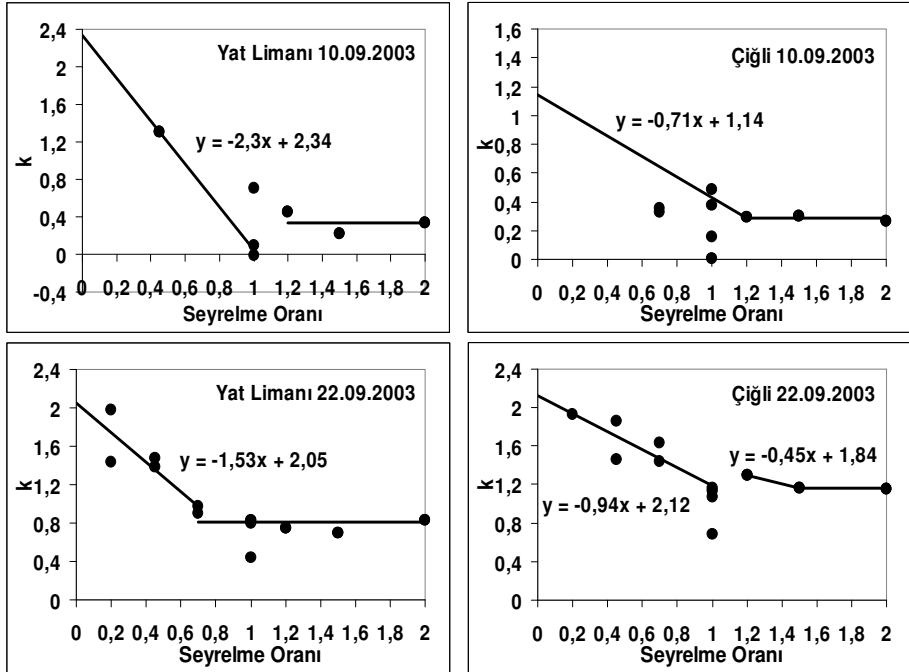 Yat Limanı 10.09.2003
2,4
2
1,6
1,2
0,8
0,4
0
-0,4
k
y = -2,3x + 2,34
0 0,2 0,4 0,6 0,8 1 1,2 1,4 1,6 1,8 2
Seyrelme Oranı
Çiğli 10.09.2003
1,6
1,4
1,2
1
0,8
0,6
0,4
0,2
0
k
y = -0,71x + 1,14
0 0,2 0,4 0,6 0,8 1 1,2 1,4 1,6 1,8 2
Seyrelme Oranı
Yat Limanı 22.09.2003
2,4
2
1,6
1,2
0,8
0,4
0
k
y = -1,53x + 2,05
0 0,2 0,4 0,6 0,8 1 1,2 1,4 1,6 1,8 2
Seyrelme Oranı
Çiğli 22.09.2003
2,4
2
1,6
1,2
0,8
0,4
0
k
y = -0,45x + 1,84
y = -0,94x + 2,12
0 0,2 0,4 0,6 0,8 1 1,2 1,4 1,6 1,8 2
Seyrelme Oranı